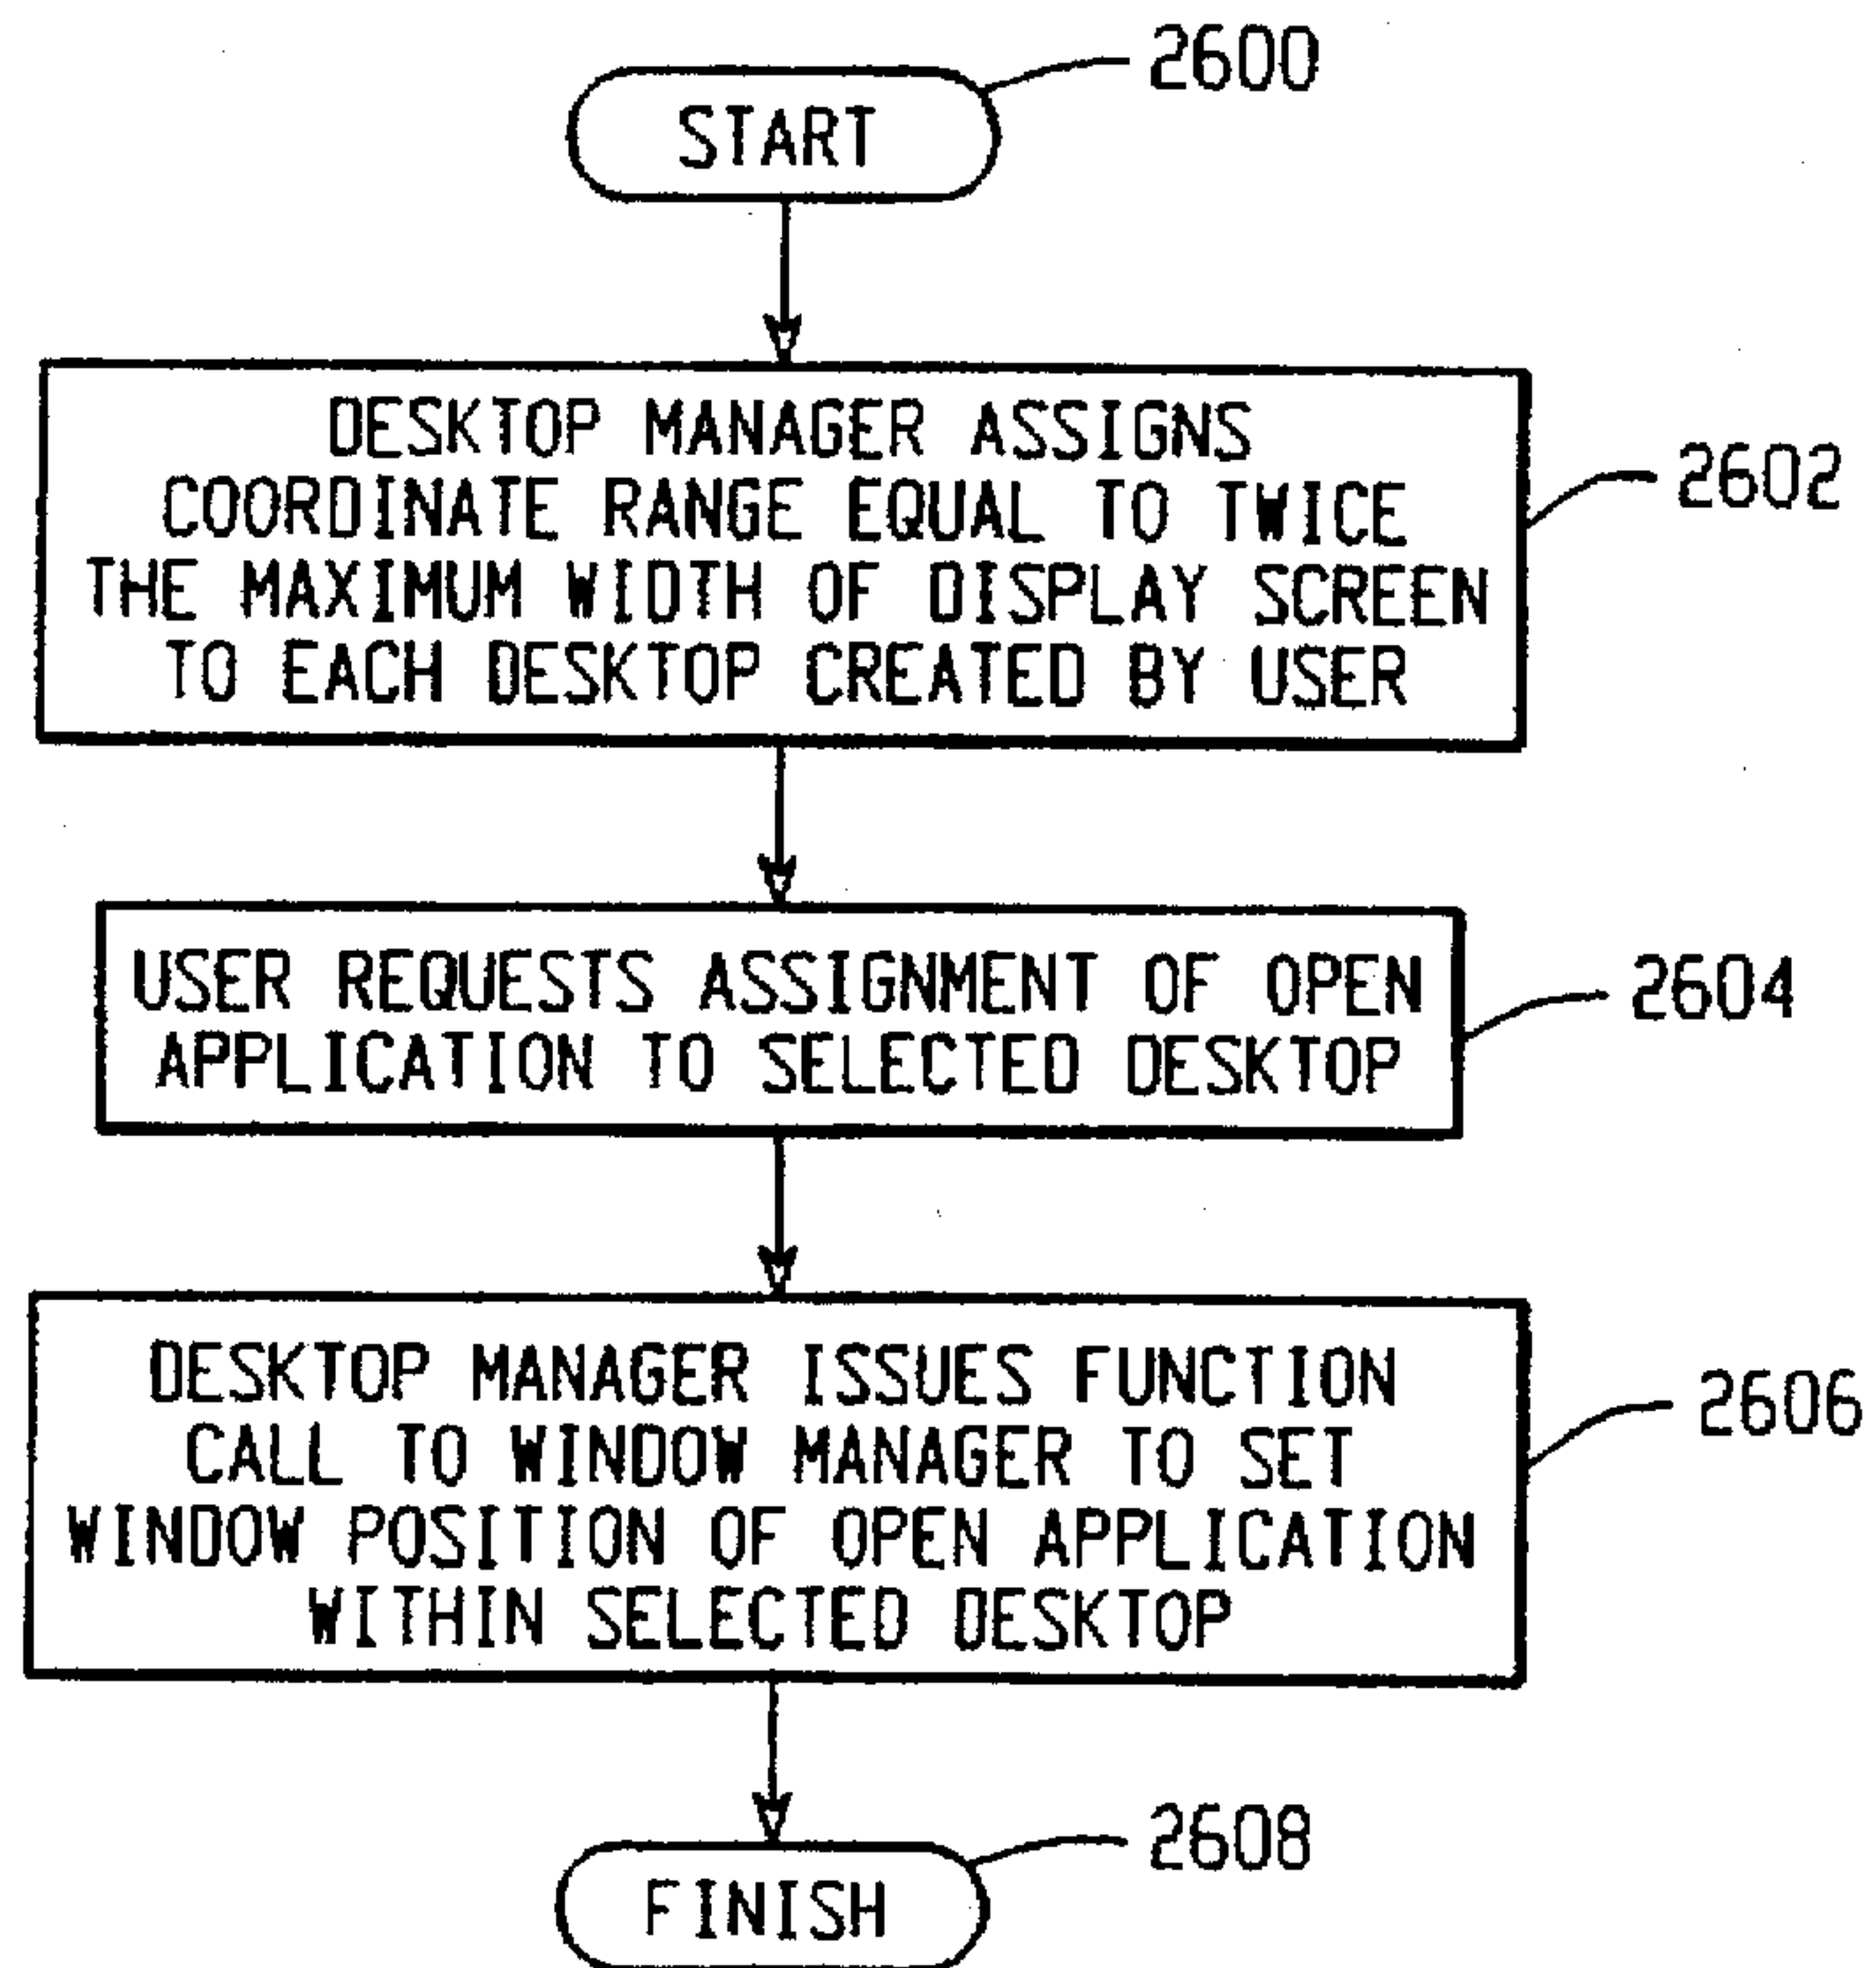 2600
START
DESKTOP MANAGER ASSIGNS
COORDINATE RANGE EQUAL TO TWICE
THE MAXIMUM WIDTH OF DISPLAY SCREEN
TO EACH DESKTOP CREATED BY USER
2602
USER REQUESTS ASSIGNMENT OF OPEN
APPLICATION TO SELECTED DESKTOP
2604
DESKTOP MANAGER ISSUES FUNCTION
CALL TO WINDOW MANAGER TO SET
WINDOW POSITION OF OPEN APPLICATION
WITHIN SELECTED DESKTOP
2606
2608
FINISH